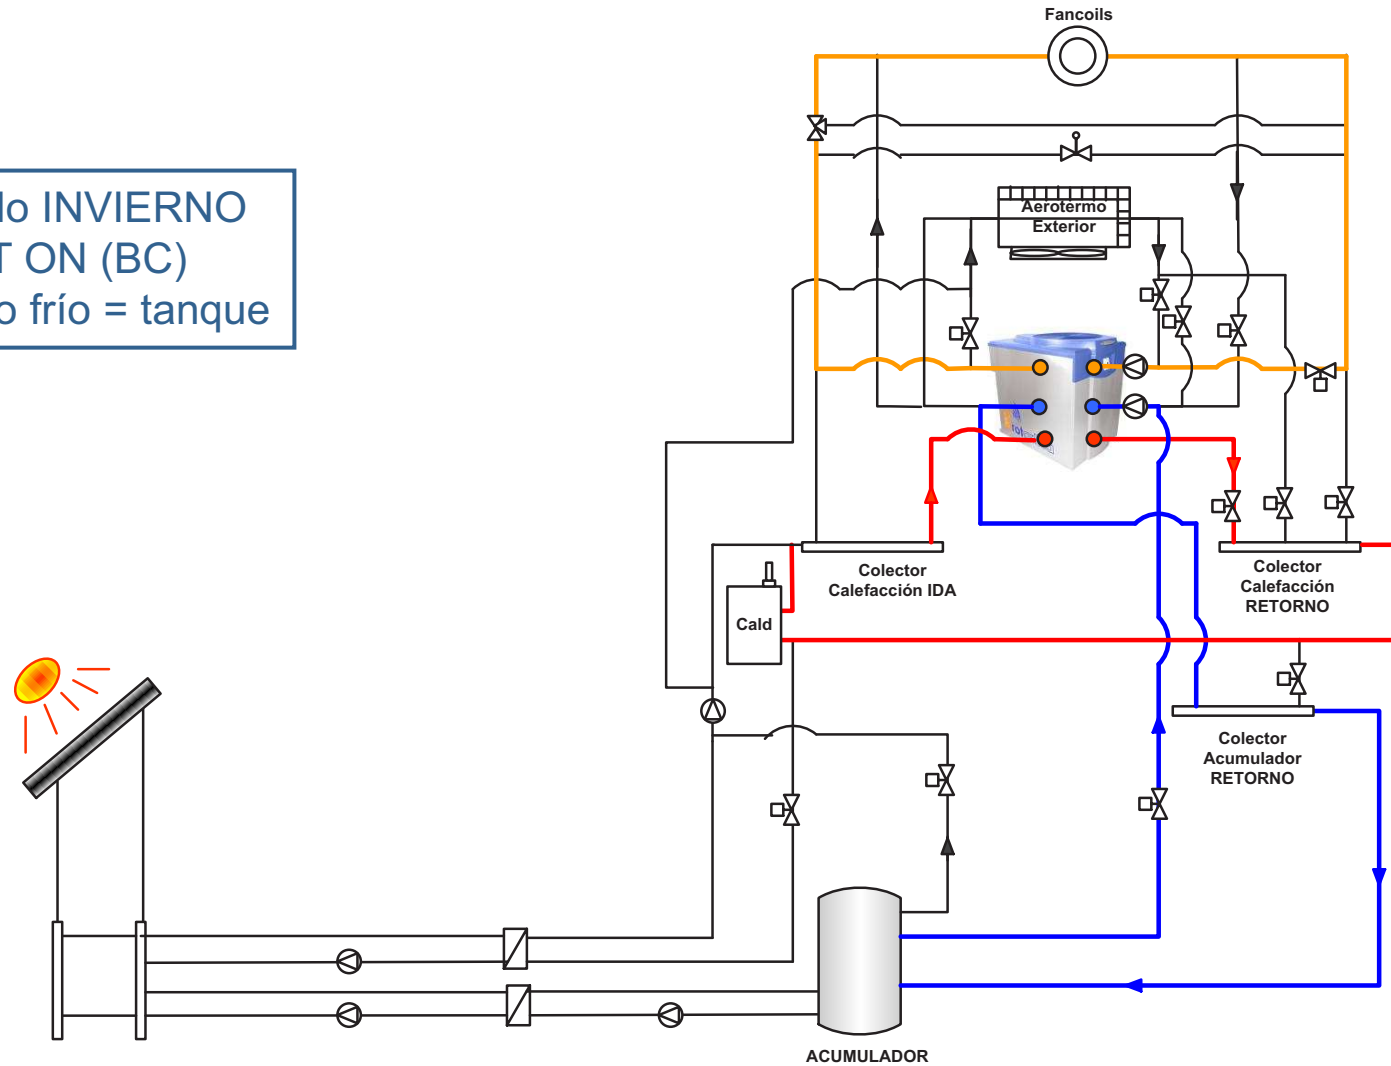 Fancoils
lo INVIERNO
T ON (BC)
o frío = tanque
Aerotermo
Exterior
Colector
Calefacción IDA
Colector
Calefacción
RETORNO
Cald
Colector
Acumulador
RETORNO
ACUMULADOR